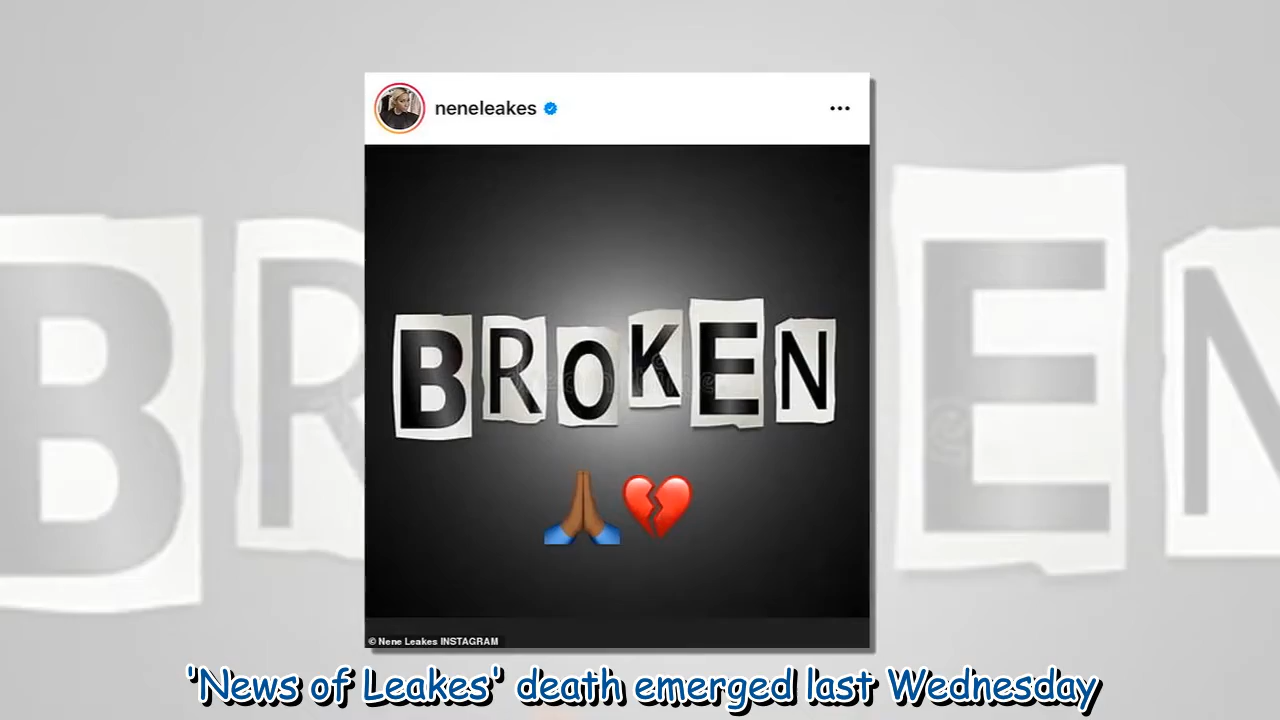 neneleakes
BROKEN
© Nene Leakes INSTAGRAM
'News of Leakes' death emerged last Wednesday